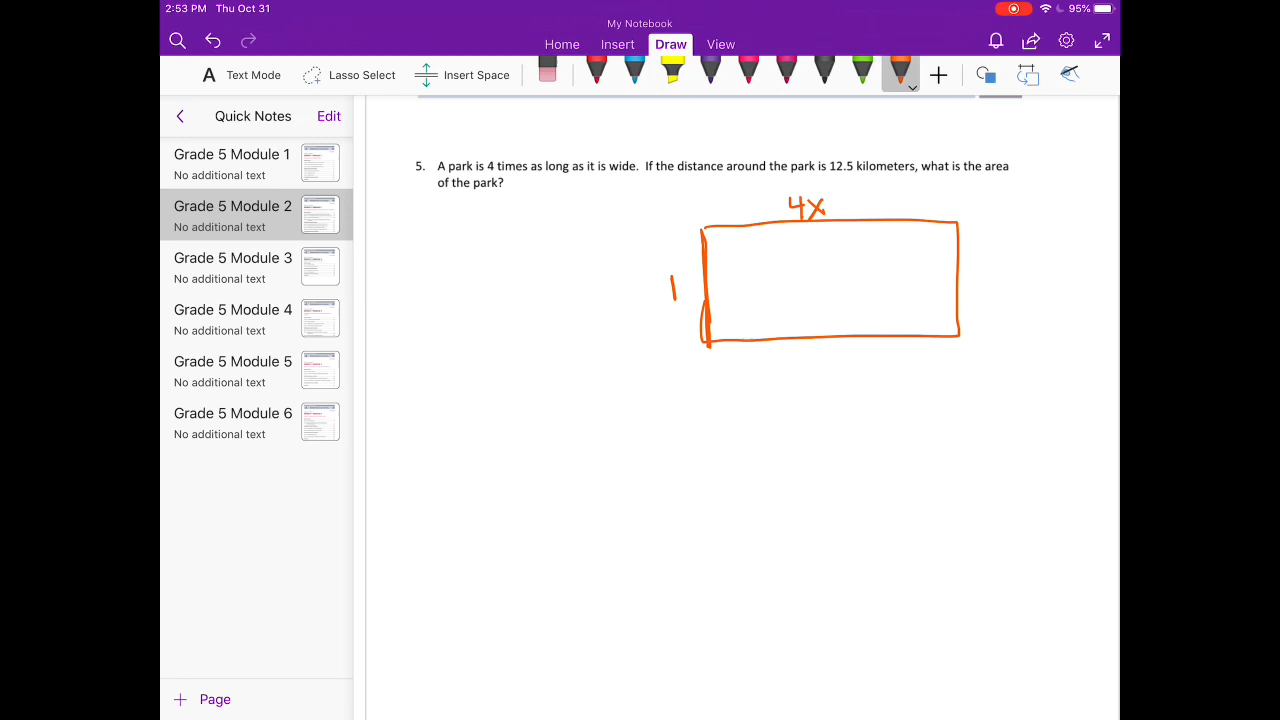 2:53 PM Thu Oct 31
95%
My Notebook
Home Insert Draw View
A Text Mode Lasso Select Insert Space
Quick Notes Edit
Grade 5 Module 1
No additional text
Grade 5 Module 2
No additional text
Grade 5 Module 3
No additional text
Grade 5 Module 4
No additional text
Grade 5 Module 5
No additional text
Grade 5 Module 6
No additional text
+ Page
5. A park is 4 times as long as it is wide. If the distance around the park is 12.5 kilometers, what is the area
of the park?
4x
1